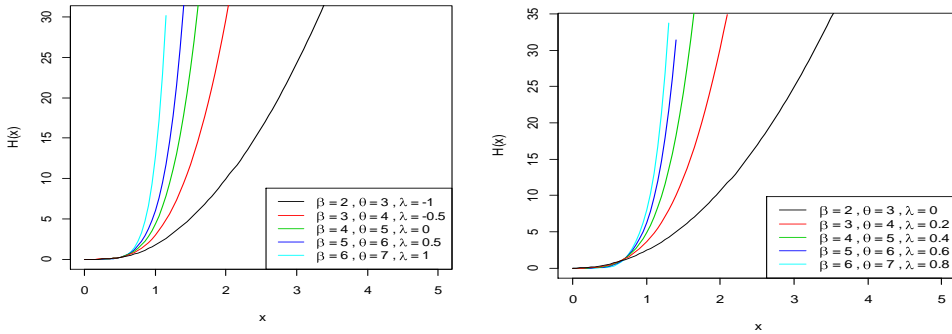 H(x)
30
25
20
15
10
5
0
0 1 2 3 4 5
x
β = 2 , θ = 3 , λ = -1
β = 3 , θ = 4 , λ = -0.5
β = 4 , θ = 5 , λ = 0
β = 5 , θ = 6 , λ = 0.5
β = 6 , θ = 7 , λ = 1
H(x)
35
30
25
20
15
10
5
0
0 1 2 3 4 5
x
β = 2 , θ = 3 , λ = 0
β = 3 , θ = 4 , λ = 0.2
β = 4 , θ = 5 , λ = 0.4
β = 5 , θ = 6 , λ = 0.6
β = 6 , θ = 7 , λ = 0.8